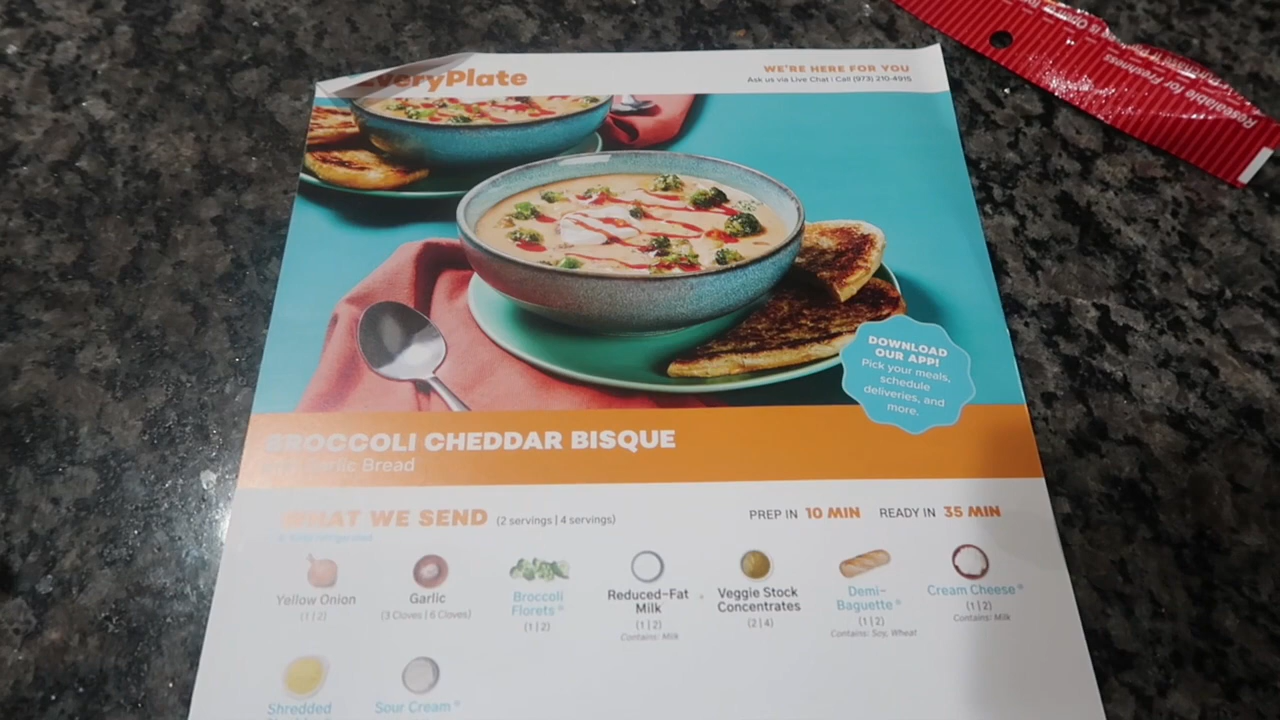 EveryPlate
WE'RE HERE FOR YOU
Ask us via Live Chat | Call (973) 210-4915
Resealable for Freshness
DOWNLOAD
OUR APP!
Pick your meals,
schedule
deliveries, and
more.
BROCCOLI CHEDDAR BISQUE
Garlic Bread
WHAT WE SEND (2 servings | 4 servings)
PREP IN 10 MIN READY IN 35 MIN
Yellow Onion
(1 | 2)
Garlic
(3 Cloves | 6 Cloves)
Broccoli
Florets*
(1 | 2)
Reduced-Fat
Milk
(1 | 2)
Contains: Milk
Veggie Stock
Concentrates
(2 | 4)
Demi-
Baguette*
(1 | 2)
Contains: Soy, Wheat
Cream Cheese*
(1 | 2)
Contains: Milk
Shredded
Sour Cream*